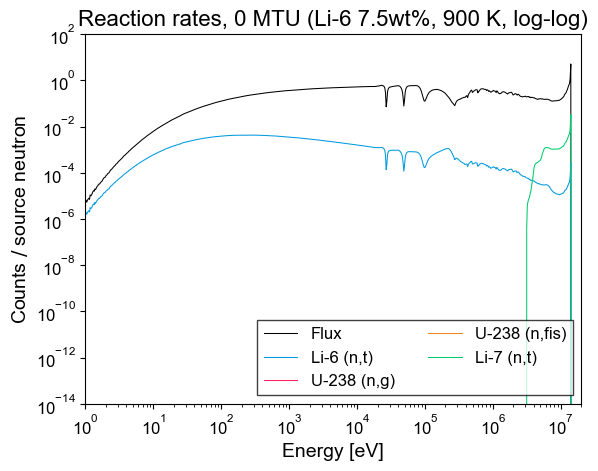 Reaction rates, 0 MTU (Li-6 7.5wt%, 900 K, log-log)
Counts / source neutron
10^2
10^0
10^-2
10^-4
10^-6
10^-8
10^-10
10^-12
10^-14
Flux
Li-6 (n,t)
U-238 (n,g)
U-238 (n,fis)
Li-7 (n,t)
10^0 10^1 10^2 10^3 10^4 10^5 10^6 10^7
Energy [eV]